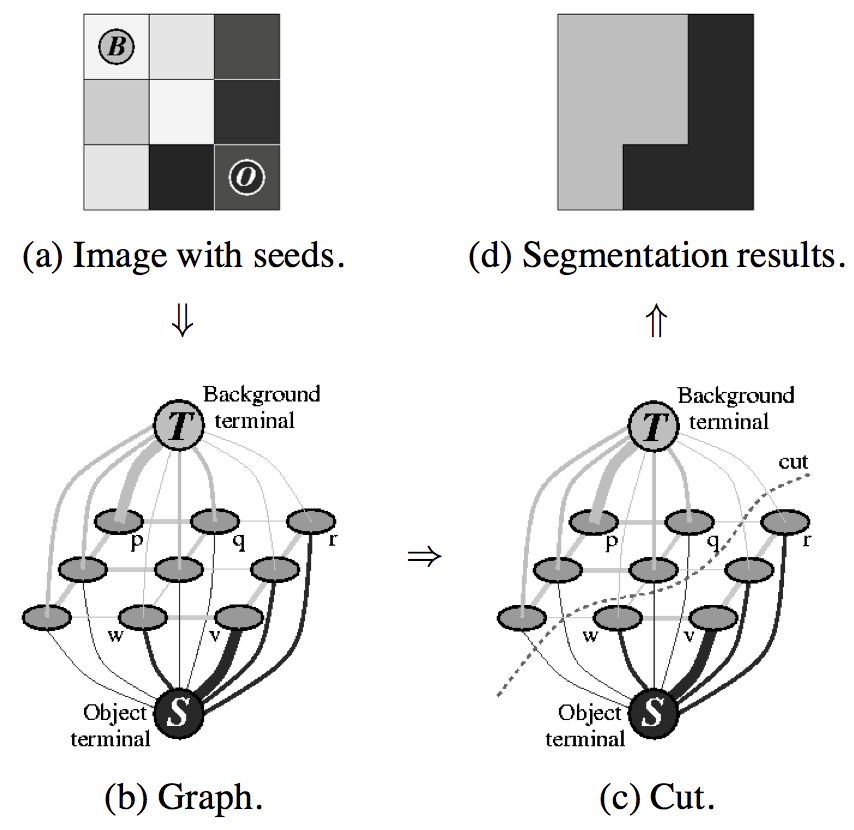 B
O
(a) Image with seeds.
(d) Segmentation results.
⇓
⇑
Background
terminal
T
p
q
r
w
v
Object
terminal
S
⇒
Background
terminal
T
cut
p
q
r
w
v
Object
terminal
S
(b) Graph.
(c) Cut.